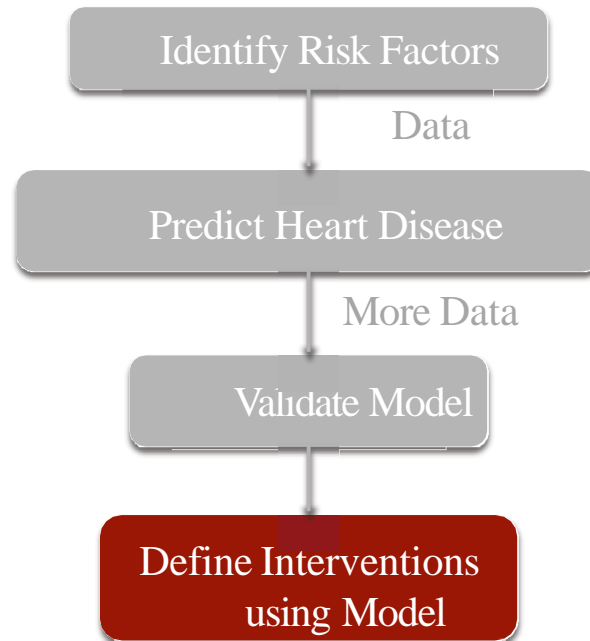 Identify Risk Factors
Data
Predict Heart Disease
More Data
Validate Model
Define Interventions
using Model